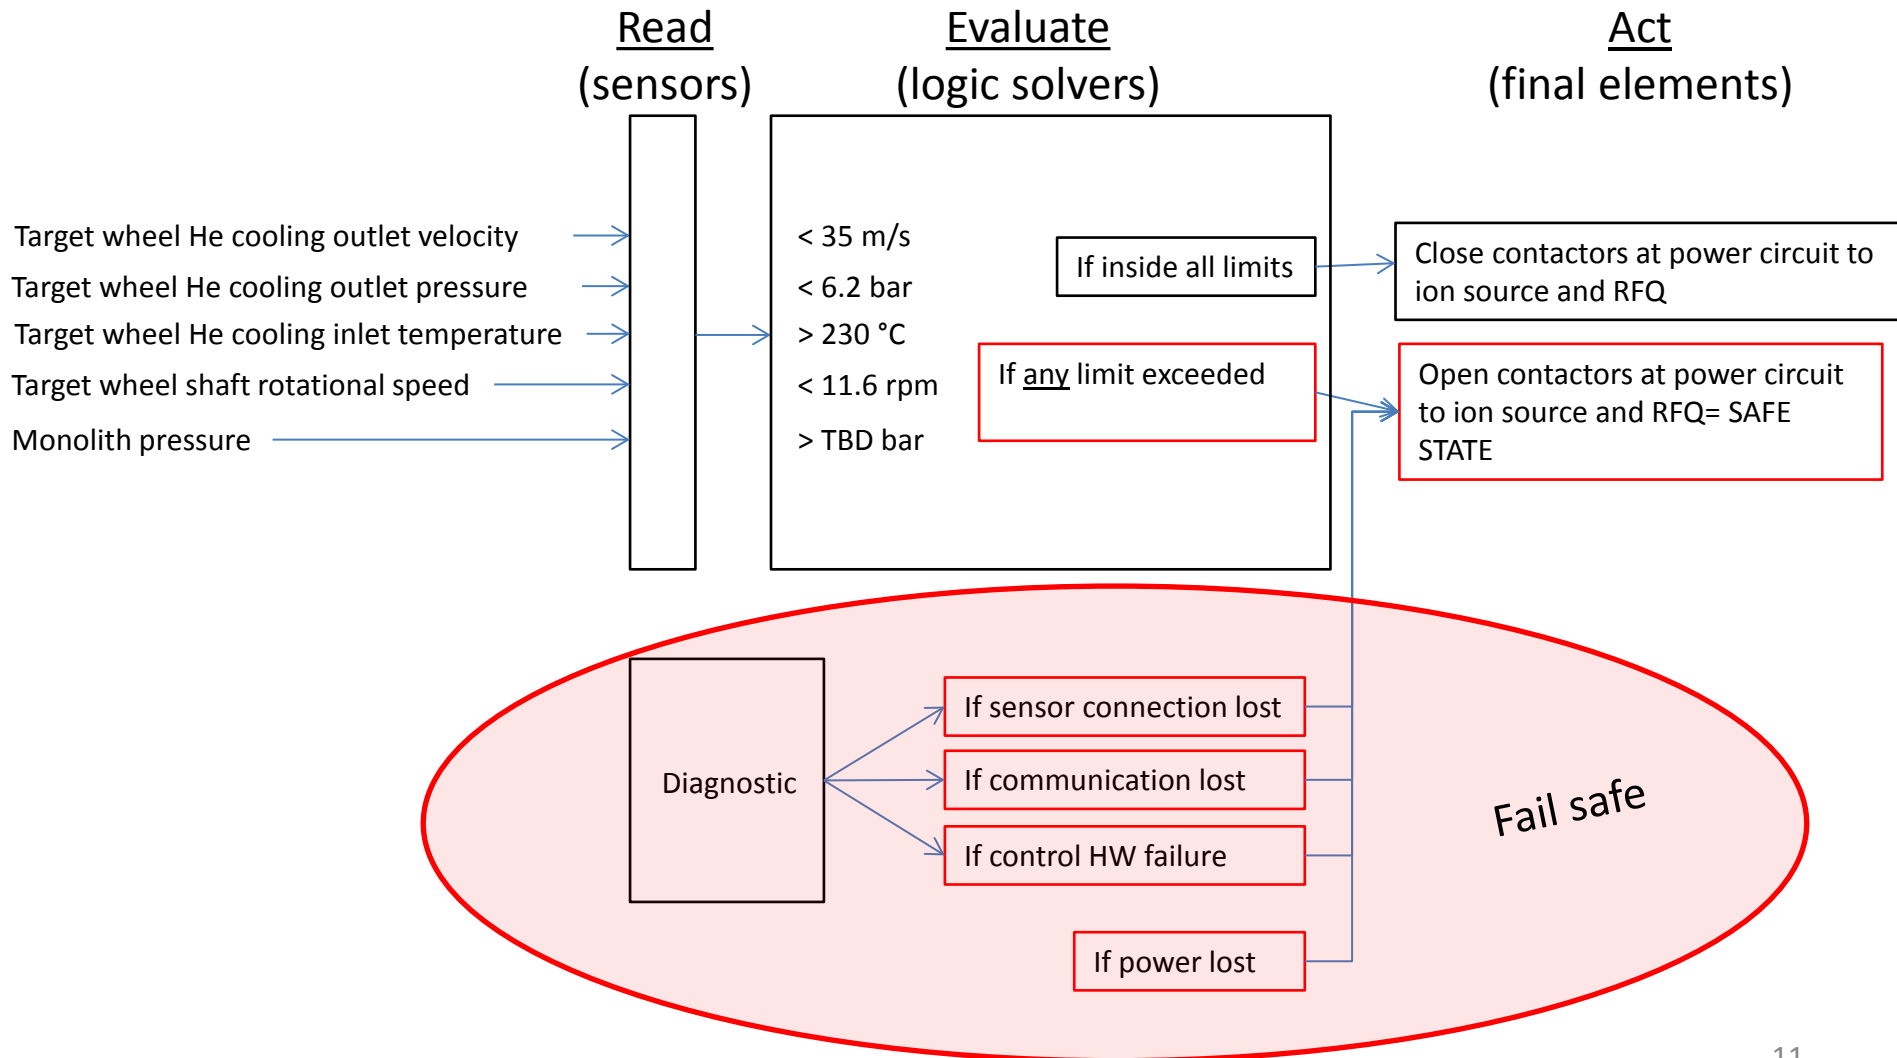 Read
(sensors)
Evaluate
(logic solvers)
Act
(final elements)
Target wheel He cooling outlet velocity
Target wheel He cooling outlet pressure
Target wheel He cooling inlet temperature
Target wheel shaft rotational speed
Monolith pressure
< 35 m/s
< 6.2 bar
> 230 °C
< 11.6 rpm
> TBD bar
If inside all limits
If any limit exceeded
Close contactors at power circuit to
ion source and RFQ
Open contactors at power circuit
to ion source and RFQ= SAFE
STATE
Diagnostic
If sensor connection lost
If communication lost
If control HW failure
If power lost
Fail safe
11